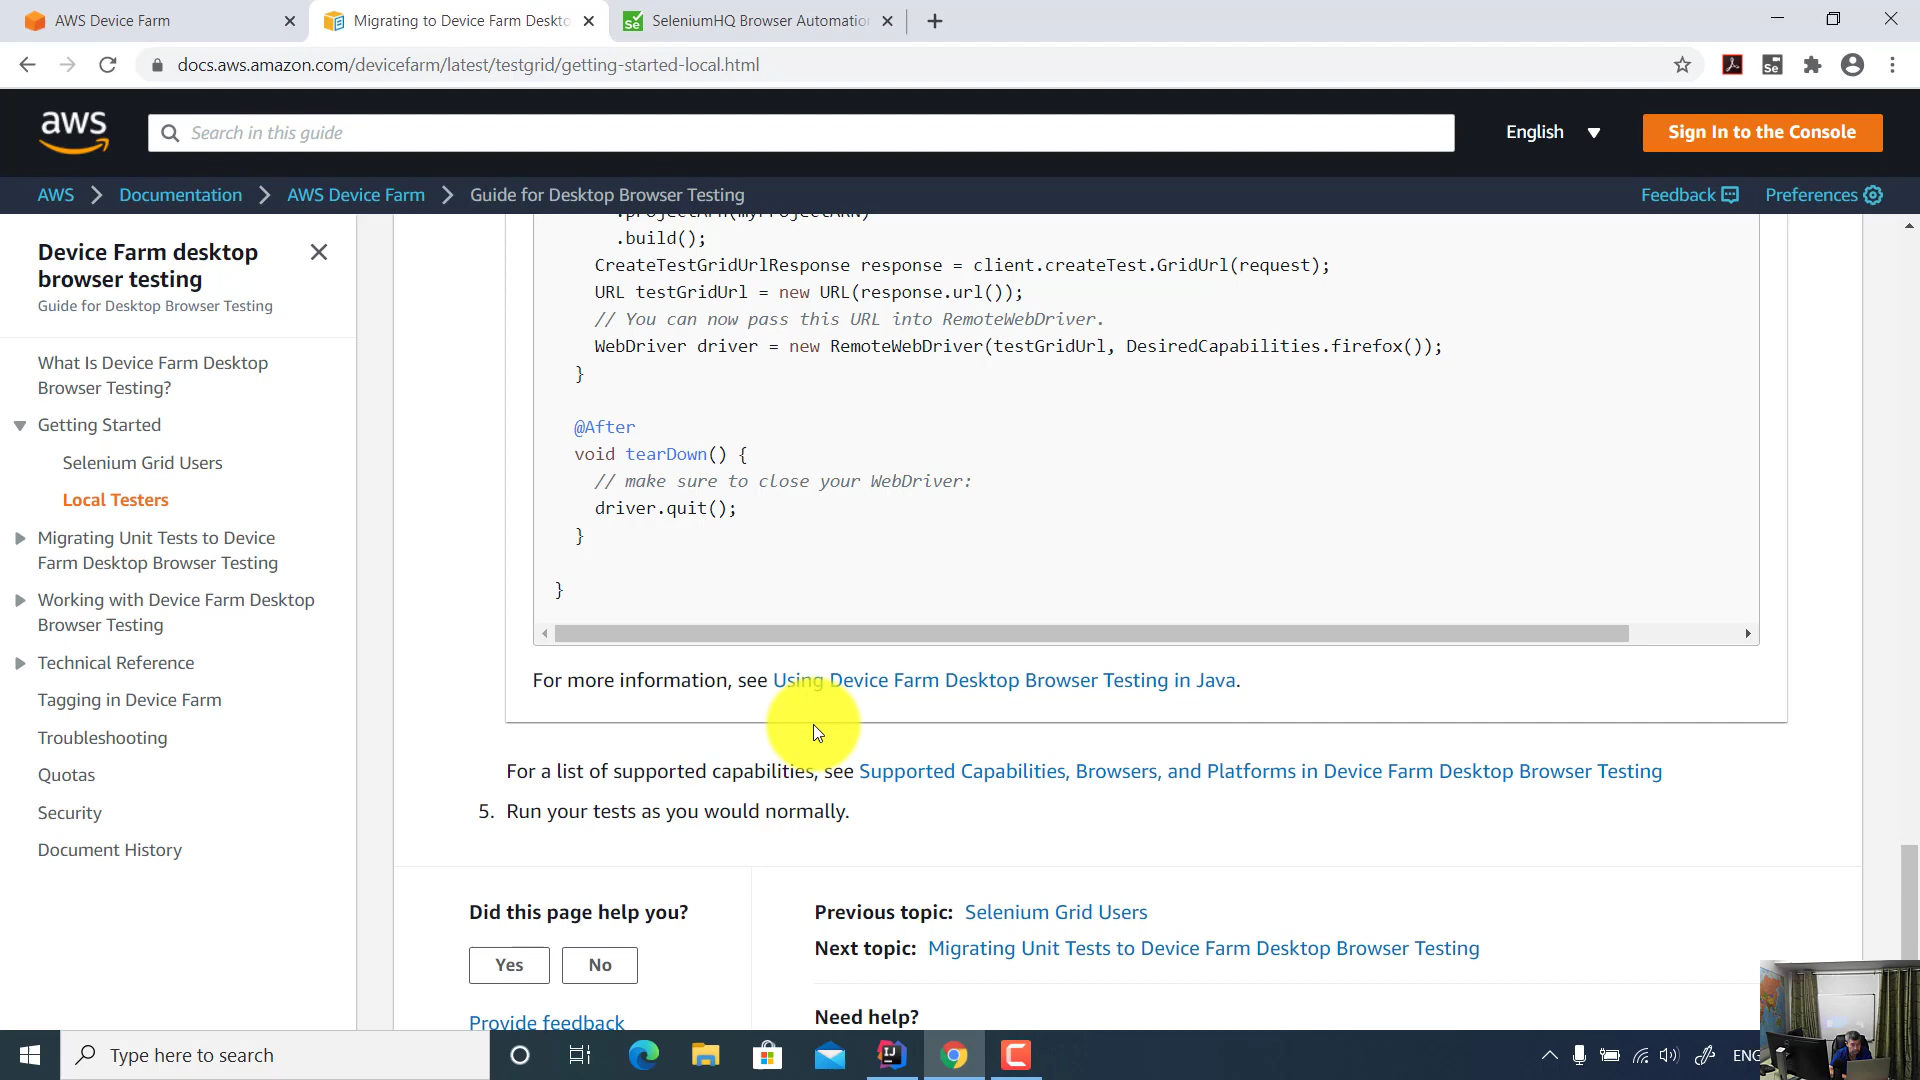 AWS Device Farm
Migrating to Device Farm Deskto
SeleniumHQ Browser Automation
docs.aws.amazon.com/devicefarm/latest/testgrid/getting-started-local.html
aws
Search in this guide
English
Sign In to the Console
AWS
Documentation
AWS Device Farm
Guide for Desktop Browser Testing
Feedback
Preferences
Device Farm desktop
browser testing
Guide for Desktop Browser Testing
What Is Device Farm Desktop
Browser Testing?
Getting Started
Selenium Grid Users
Local Testers
Migrating Unit Tests to Device
Farm Desktop Browser Testing
Working with Device Farm Desktop
Browser Testing
Technical Reference
Tagging in Device Farm
Troubleshooting
Quotas
Security
Document History
.projectArn(myProjectARN)
.build();
CreateTestGridUrlResponse response = client.createTest.GridUrl(request);
URL testGridUrl = new URL(response.url());
// You can now pass this URL into RemoteWebDriver.
WebDriver driver = new RemoteWebDriver(testGridUrl, DesiredCapabilities.firefox());
}
@After
void tearDown() {
// make sure to close your WebDriver:
driver.quit();
}
}
For more information, see Using Device Farm Desktop Browser Testing in Java.
For a list of supported capabilities, see Supported Capabilities, Browsers, and Platforms in Device Farm Desktop Browser Testing
5. Run your tests as you would normally.
Did this page help you?
Yes
No
Provide feedback
Previous topic: Selenium Grid Users
Next topic: Migrating Unit Tests to Device Farm Desktop Browser Testing
Need help?
Type here to search
ENG